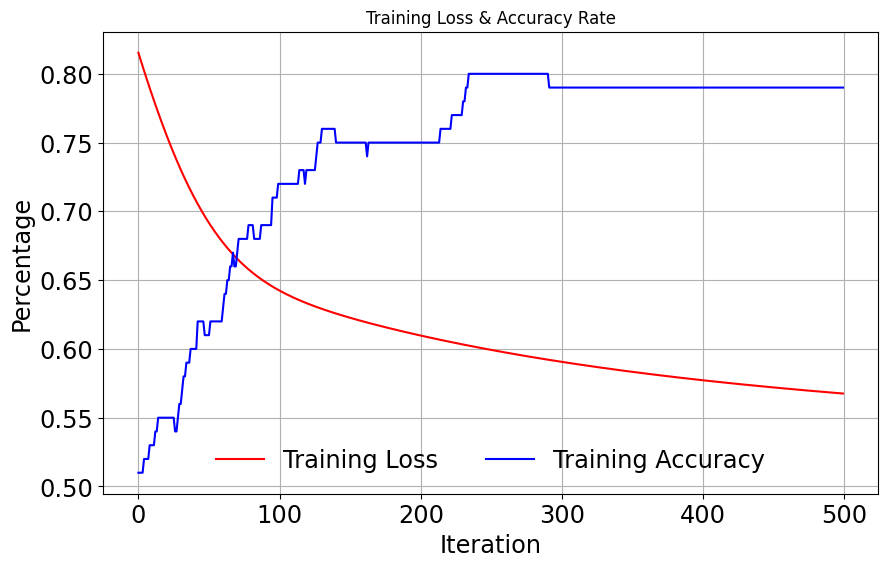 Training Loss & Accuracy Rate
Percentage
0.80
0.75
0.70
0.65
0.60
0.55
0.50
Training Loss
Training Accuracy
0
100
200
300
400
500
Iteration